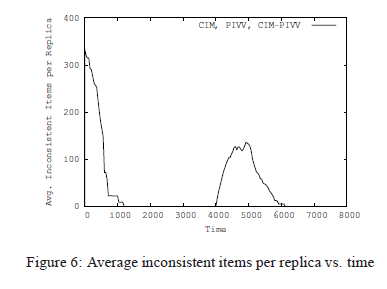 400
CIM, PIVV, CIM-PIVV
300
200
100
0
Avg. Inconsistent Items per Replica
0 1000 2000 3000 4000 5000 6000 7000 8000
Time
Figure 6: Average inconsistent items per replica vs. time